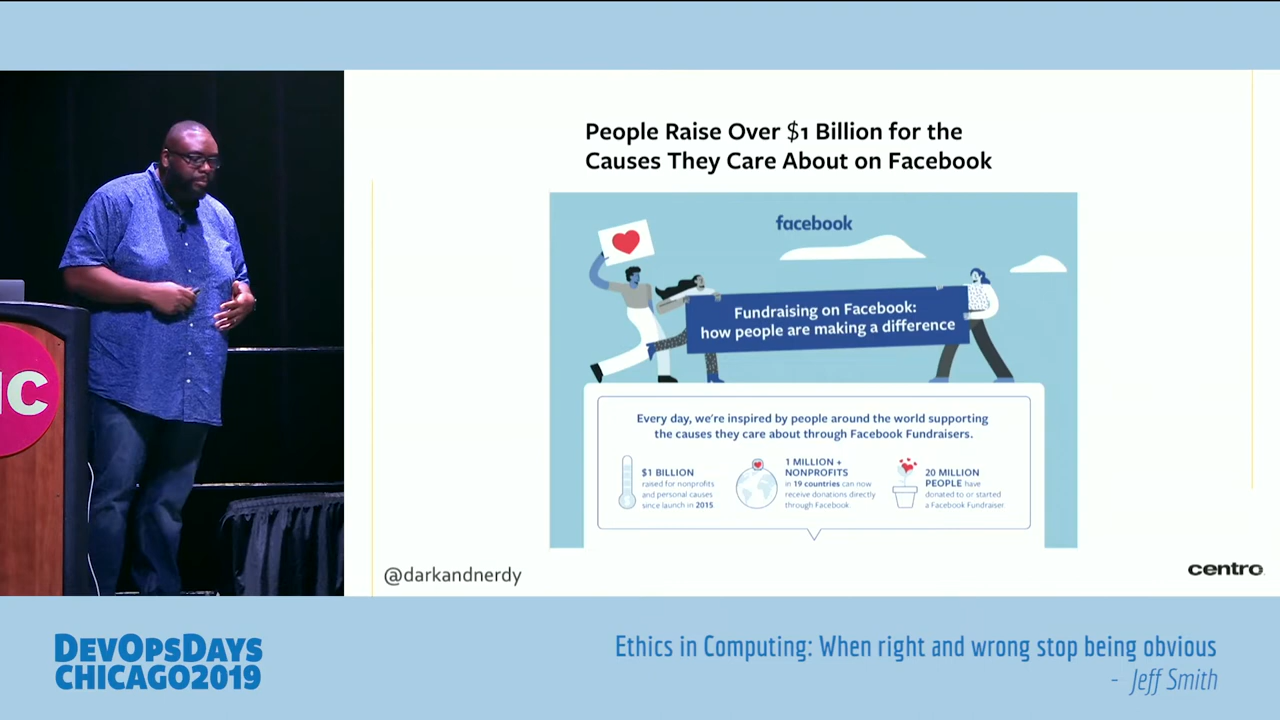 People Raise Over $1 Billion for the
Causes They Care About on Facebook
facebook
Fundraising on Facebook:
how people are making a difference
Every day, we're inspired by people around the world supporting
the causes they care about through Facebook Fundraisers.
$1 BILLION
raised for nonprofits
and personal causes
since launch in 2015
1 MILLION +
NONPROFITS
in 19 countries can now
receive donations directly
through Facebook.
20 MILLION
PEOPLE have
donated to or started
a Facebook Fundraiser
IC
@darkandnerdy
centro
DEVOPSDAYS
CHICAGO2019
Ethics in Computing: When right and wrong stop being obvious
- Jeff Smith